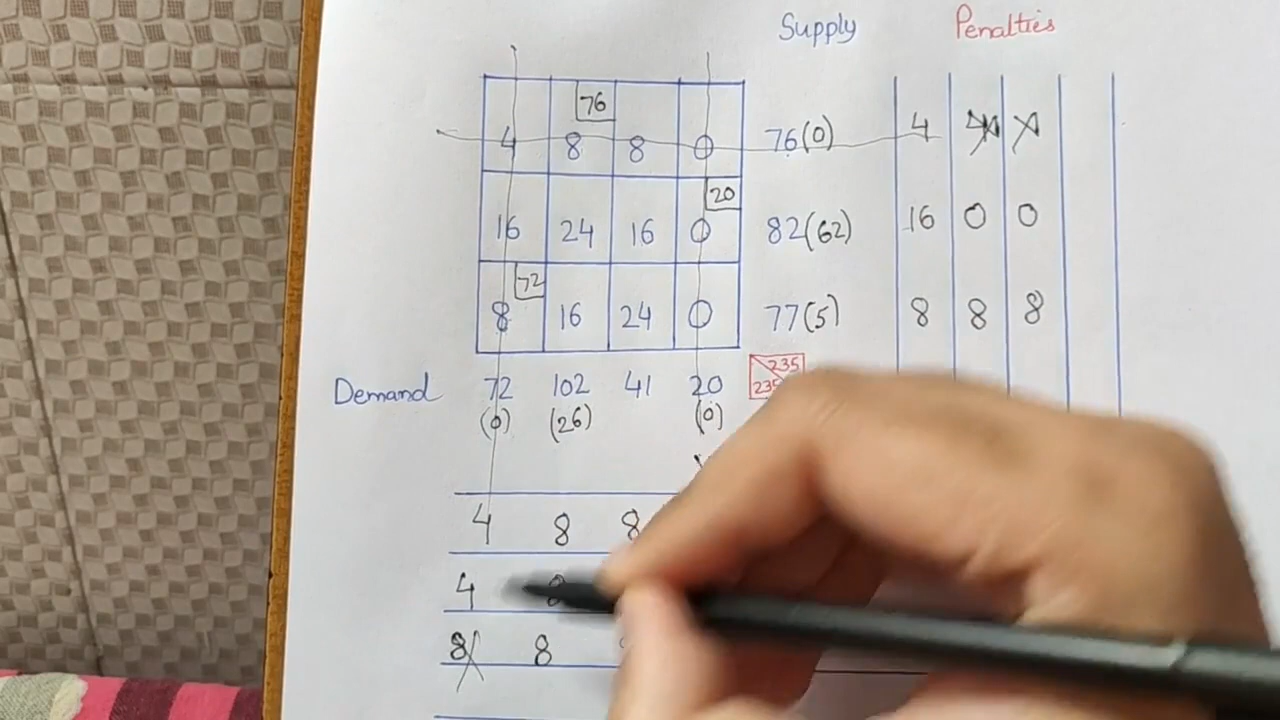 Supply Penalties
76
4 8 8 0 76(0) 4
20
16 24 16 0 82(62) 16 0 0
72
8 16 24 0 77(5) 8 8 8
235
Demand 72 102 41 20
(0) (26) (0)
4 8 8
4
8 8